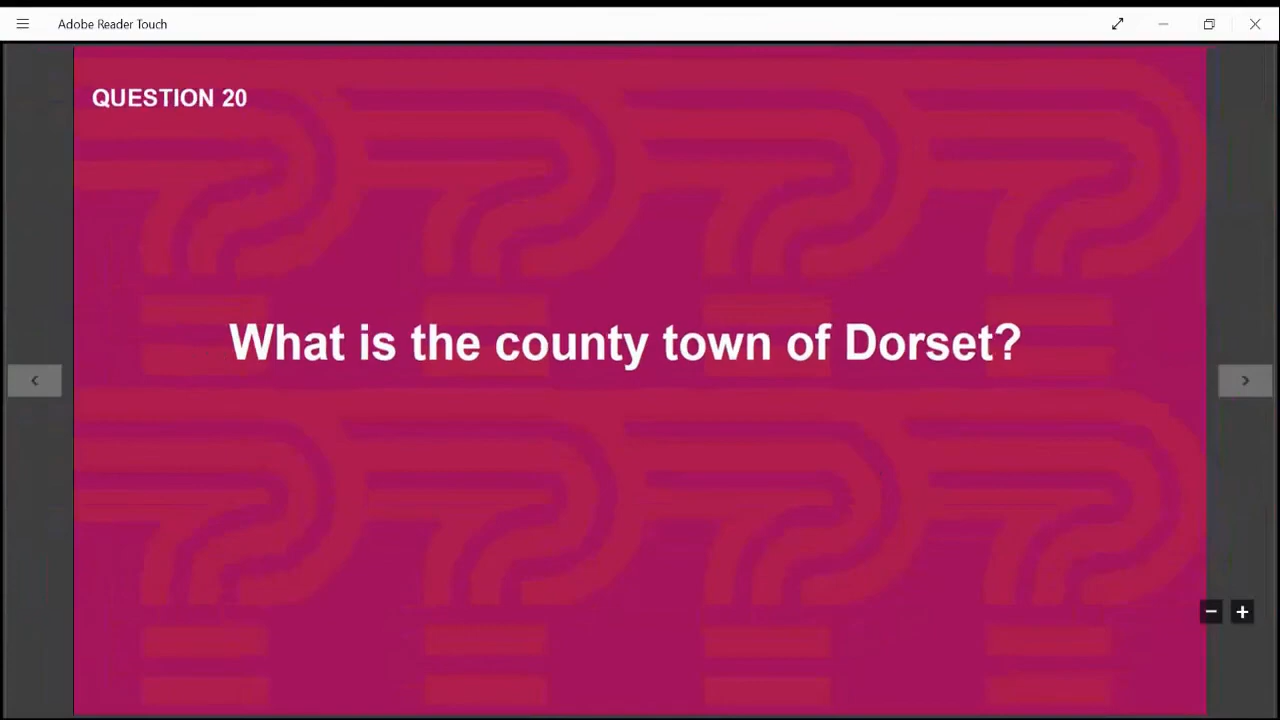 Adobe Reader Touch
QUESTION 20
What is the county town of Dorset?